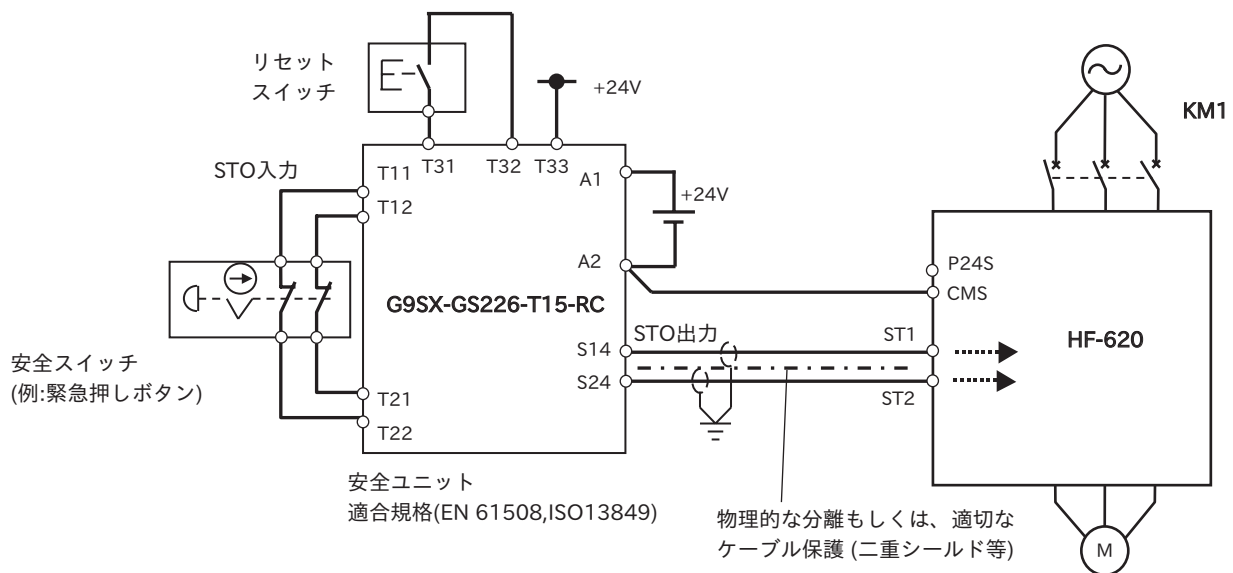 リセット
スイッチ
+24V
KM1
STO入力
T31
T32
T33
T11
T12
A1
+24V
A2
P24S
CMS
G9SX-GS226-T15-RC
STO出力
S14
ST1
HF-620
S24
ST2
安全スイッチ
(例:緊急押しボタン)
T21
T22
安全ユニット
適合規格(EN 61508,ISO13849)
物理的な分離もしくは、適切な
ケーブル保護 (二重シールド等)
M